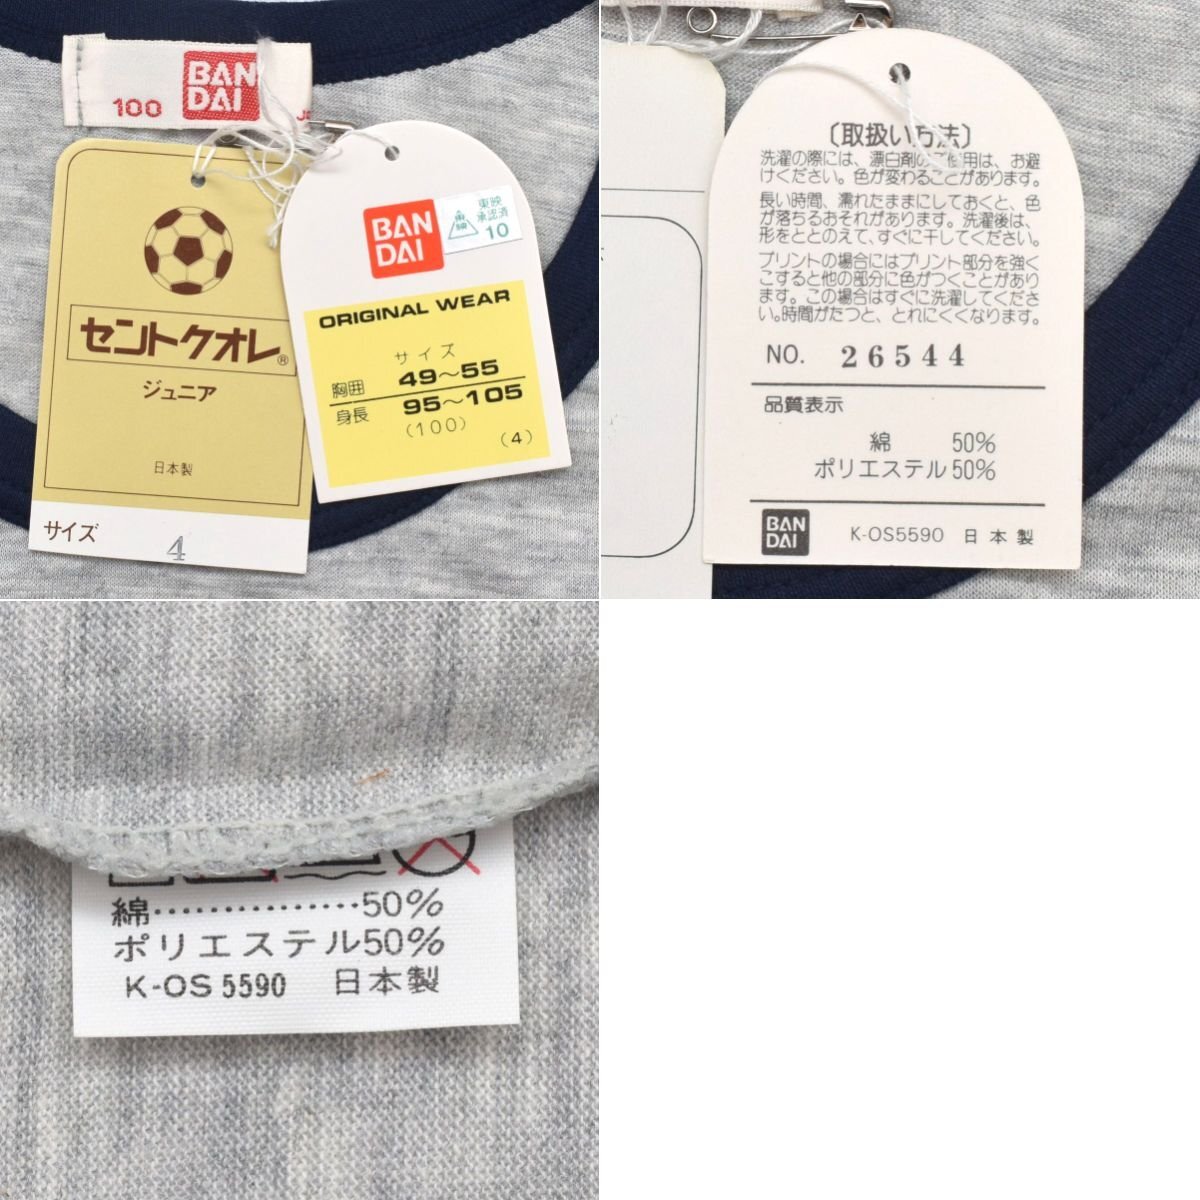 100
BAN
DAI
セントクオレ®
ジュニア
日本製
サイズ
4
BAN
DAI
東映
承認済
10
ORIGINAL WEAR
サイズ
胸囲 49~55
身長 95~105
(100)
(4)
〔取扱い方法〕
洗濯の際には、漂白剤のご使用は、お避
けください。色が変わることがあります。
長い時間、濡れたままにしておくと、色
が落ちるおそれがあります。洗濯後は、
形をととのえて、すぐに干してください。
プリントの場合にはプリント部分を強く
こすると他の部分に色がつくことがあり
ます。この場合はすぐに洗濯してくださ
い。時間がたつと、とれにくくなります。
NO. 26544
品質表示
綿 50%
ポリエステル 50%
BAN
DAI
K-OS5590 日本製
綿……………50%
ポリエステル50%
K-OS5590 日本製